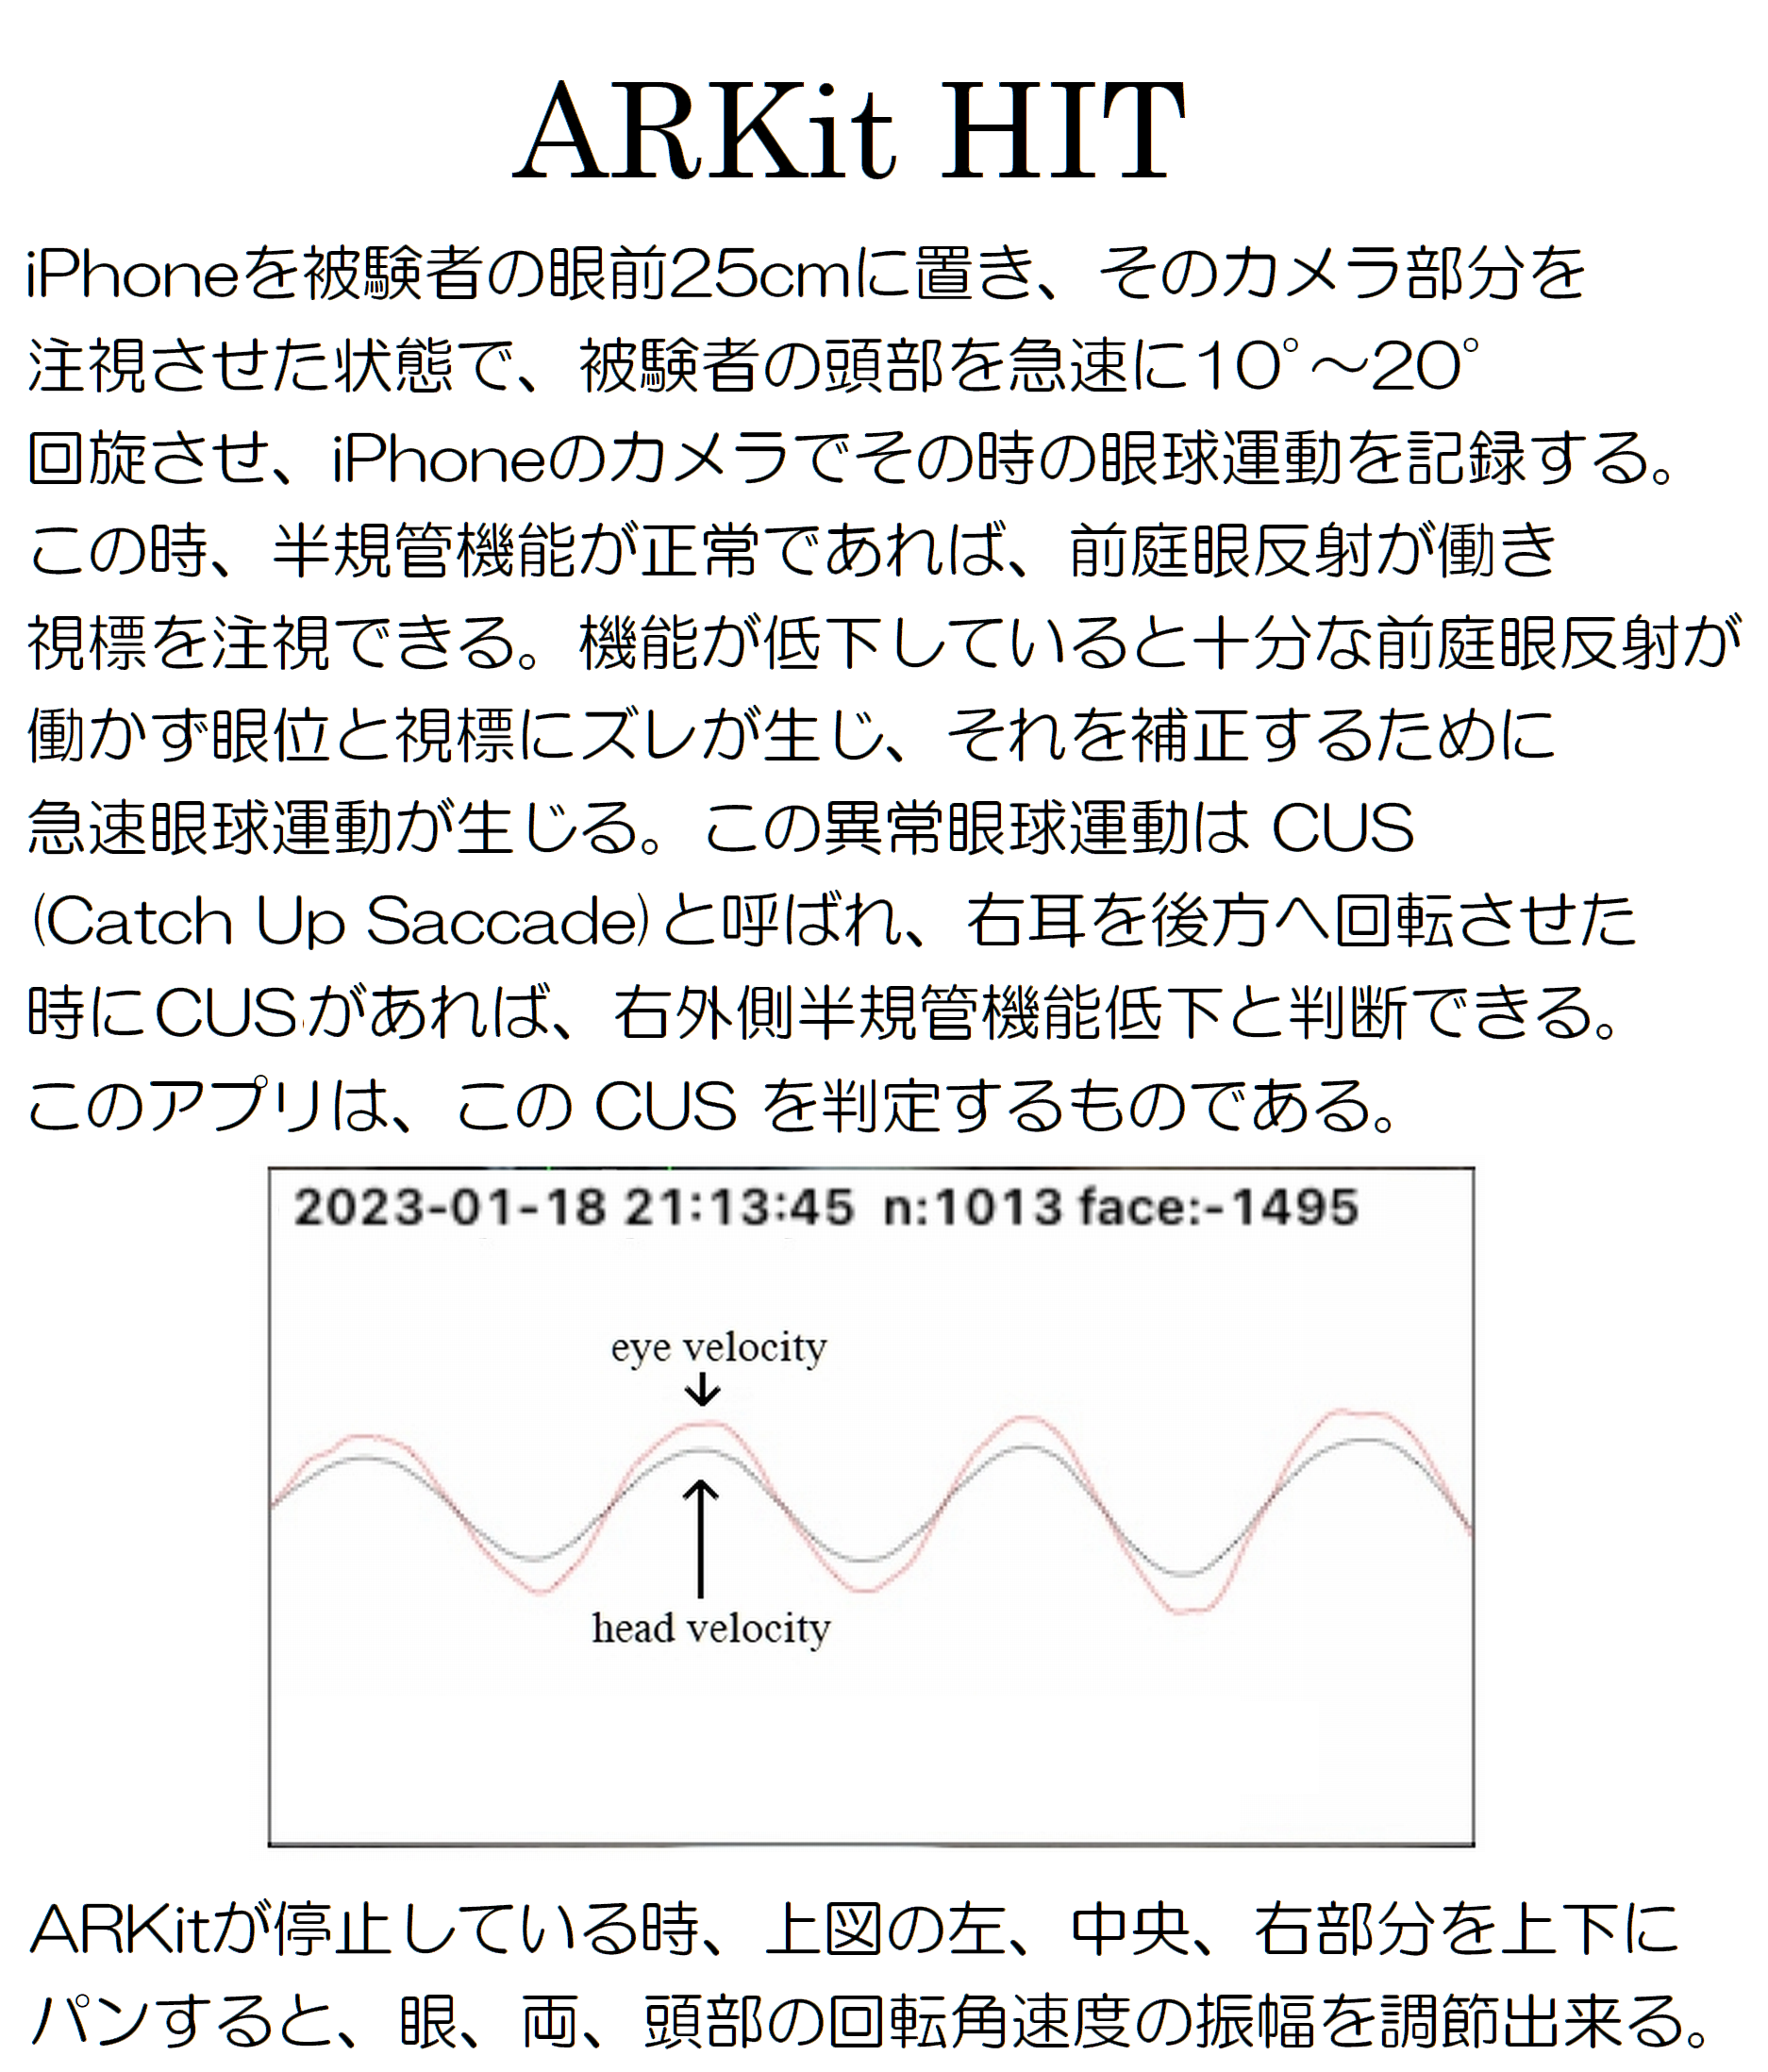 ARKit HIT
iPhoneを被験者の眼前25cmに置き、そのカメラ部分を
注視させた状態で、被験者の頭部を急速に10°～20°
回旋させ、iPhoneのカメラでその時の眼球運動を記録する。
この時、半規管機能が正常であれば、前庭眼反射が働き
視標を注視できる。機能が低下していると十分な前庭眼反射が
働かず眼位と視標にズレが生じ、それを補正するために
急速眼球運動が生じる。この異常眼球運動は CUS
(Catch Up Saccade)と呼ばれ、右耳を後方へ回転させた
時にCUSがあれば、右外側半規管機能低下と判断できる。
このアプリは、この CUS を判定するものである。
2023-01-18 21:13:45 n:1013 face:-1495
eye velocity
head velocity
ARKitが停止している時、上図の左、中央、右部分を上下に
パンすると、眼、両、頭部の回転角速度の振幅を調節出来る。